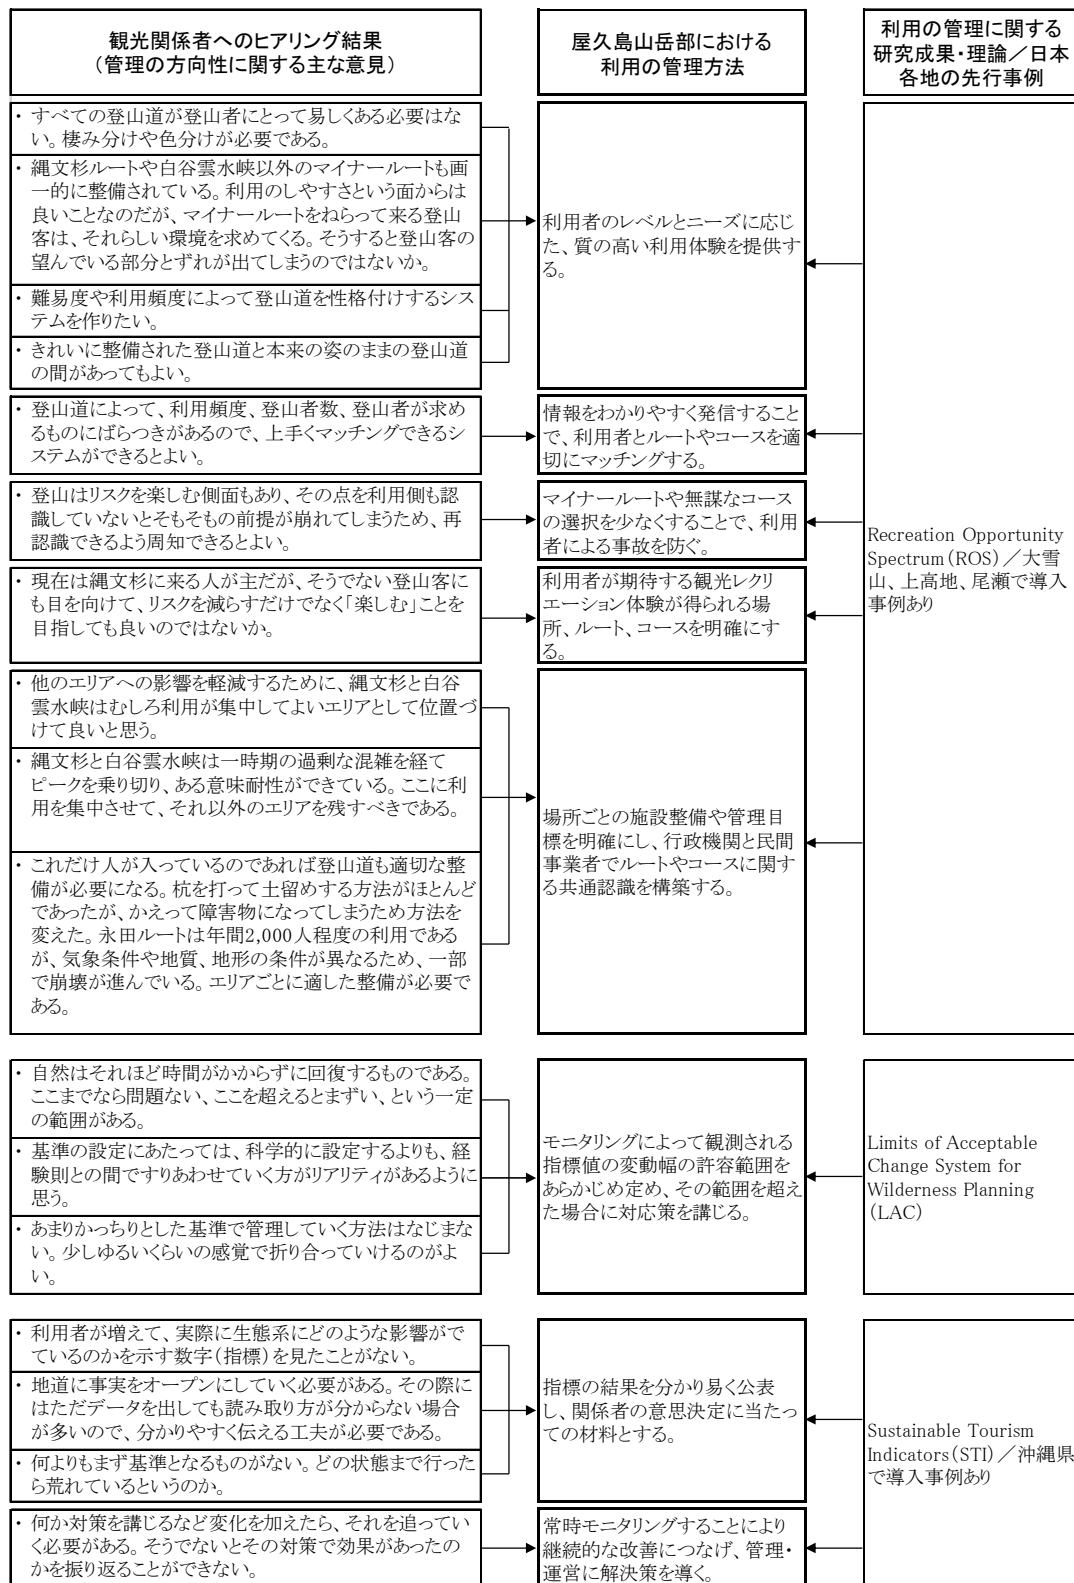 観光関係者へのヒアリング結果
（管理の方向性に関する主な意見）
屋久島山岳部における
利用の管理方法
利用の管理に関する
研究成果・理論／日本
各地の先行事例
・ すべての登山道が登山者にとって易しくある必要はな
い。棲み分けや色分けが必要である。
・ 縄文杉ルートや白谷雲水峡以外のマイナールートも画
一的に整備されている。利用のしやすさという面からは
良いことなのだが、マイナールートをねらって来る登山
客は、それらしい環境を求めてくる。そうすると登山客の
望んでいる部分とずれが出てしまうのではないか。
・ 難易度や利用頻度によって登山道を性格付けするシス
テムを作りたい。
・ きれいに整備された登山道と本来の姿のままの登山道
の間があってもよい。
利用者のレベルとニーズに応じ
た、質の高い利用体験を提供す
る。
・ 登山道によって、利用頻度、登山者数、登山者が求め
るものにばらつきがあるので、上手くマッチングできるシ
ステムができるとよい。
情報をわかりやすく発信すること
で、利用者とルートやコースを適
切にマッチングする。
・ 登山はリスクを楽しむ側面もあり、その点を利用側も認
識していないとそもそもの前提が崩れてしまうため、再
認識できるよう周知できるとよい。
マイナールートや無謀なコース
の選択を少なくすることで、利用
者による事故を防ぐ。
・ 現在は縄文杉に来る人が主だが、そうでない登山客に
も目を向けて、リスクを減らすだけでなく「楽しむ」ことを
目指しても良いのではないか。
利用者が期待する観光レクリ
エーション体験が得られる場
所、ルート、コースを明確にす
る。
・ 他のエリアへの影響を軽減するために、縄文杉と白谷
雲水峡はむしろ利用が集中してよいエリアとして位置づ
けて良いと思う。
・ 縄文杉と白谷雲水峡は一時期の過剰な混雑を経て
ピークを乗り切り、ある意味耐性ができている。ここに利
用を集中させて、それ以外のエリアを残すべきである。
・ これだけ人が入っているのであれば登山道も適切な整
備が必要になる。杭を打って土留めする方法がほとんど
であったが、かえって障害物になってしまうため方法を
変えた。永田ルートは年間2,000人程度の利用である
が、気象条件や地質、地形の条件が異なるため、一部
で崩壊が進んでいる。エリアごとに適した整備が必要で
ある。
場所ごとの施設整備や管理目
標を明確にし、行政機関と民間
事業者でルートやコースに関す
る共通認識を構築する。
Recreation Opportunity
Spectrum（ROS）／大雪
山、上高地、尾瀬で導入
事例あり
・ 自然はそれほど時間がかからずに回復するものである。
ここまでなら問題ない、ここを超えるとまずい、という一定
の範囲がある。
・ 基準の設定にあたっては、科学的に設定するよりも、経
験則との間ですりあわせていく方がリアリティがあるように
思う。
・ あまりかっちりとした基準で管理していく方法はなじまな
い。少しゆるいくらいの感覚で折り合っていけるのがよ
い。
モニタリングによって観測される
指標値の変動幅の許容範囲を
あらかじめ定め、その範囲を超え
た場合に対応策を講じる。
Limits of Acceptable
Change System for
Wilderness Planning
（LAC）
・ 利用者が増えて、実際に生態系にどのような影響がで
ているのかを示す数字（指標）を見たことがない。
・ 地道に事実をオープンにしていく必要がある。その際に
はただデータを出しても読み取り方が分からない場合
が多いので、分かりやすく伝える工夫が必要である。
・ 何よりもまず基準となるものがない。どの状態まで行った
ら荒れているというのか。
指標の結果を分かり易く公表
し、関係者の意思決定に当たっ
ての材料とする。
・ 何か対策を講じるなど変化を加えたら、それを追ってい
く必要がある。そうでないとその対策で効果があったの
かを振り返ることができない。
常時モニタリングすることにより
継続的な改善につなげ、管理・
運営に解決策を導く。
Sustainable Tourism
Indicators（STI）／沖縄県
で導入事例あり